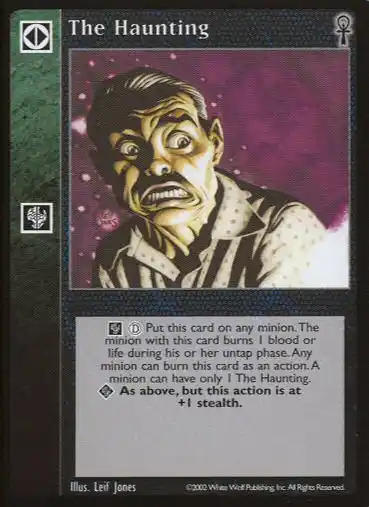 The Haunting
D Put this card on any minion. The
minion with this card burns 1 blood or
life during his or her untap phase. Any
minion can burn this card as an action. A
minion can have only 1 The Haunting.
As above, but this action is at
+1 stealth.
Illus. Leif Jones
©2002 White Wolf Publishing, Inc. All Rights Reserved.